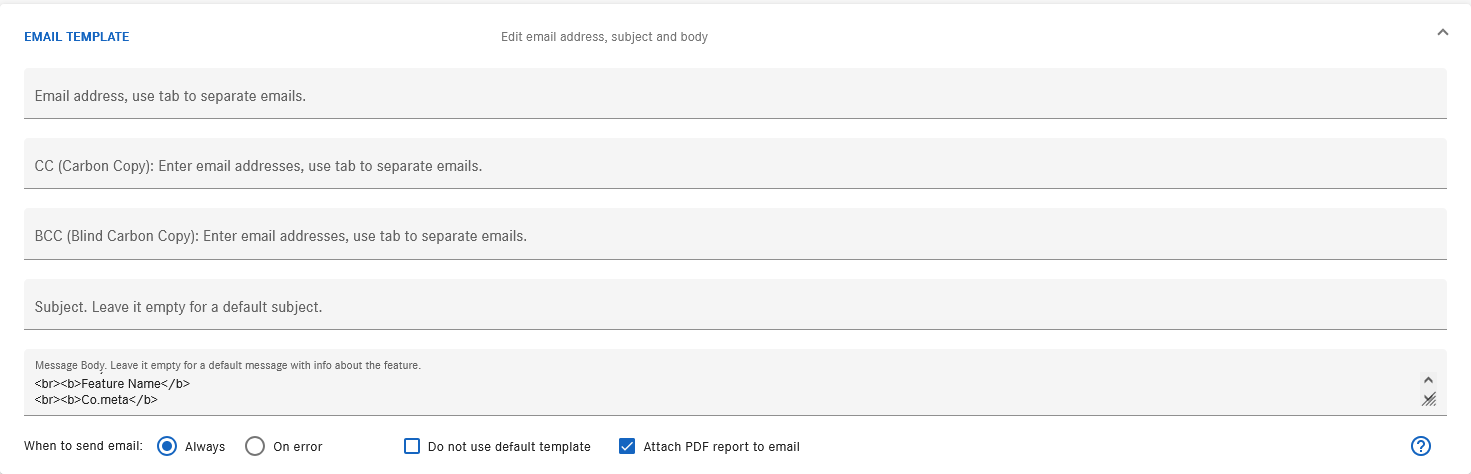 EMAIL TEMPLATE
Edit email address, subject and body
Email address, use tab to separate emails.
CC (Carbon Copy): Enter email addresses, use tab to separate emails.
BCC (Blind Carbon Copy): Enter email addresses, use tab to separate emails.
Subject. Leave it empty for a default subject.
Message Body. Leave it empty for a default message with info about the feature.
<br><b>Feature Name</b>
<br><b>Co.meta</b>
When to send email: Always On error Do not use default template Attach PDF report to email ?